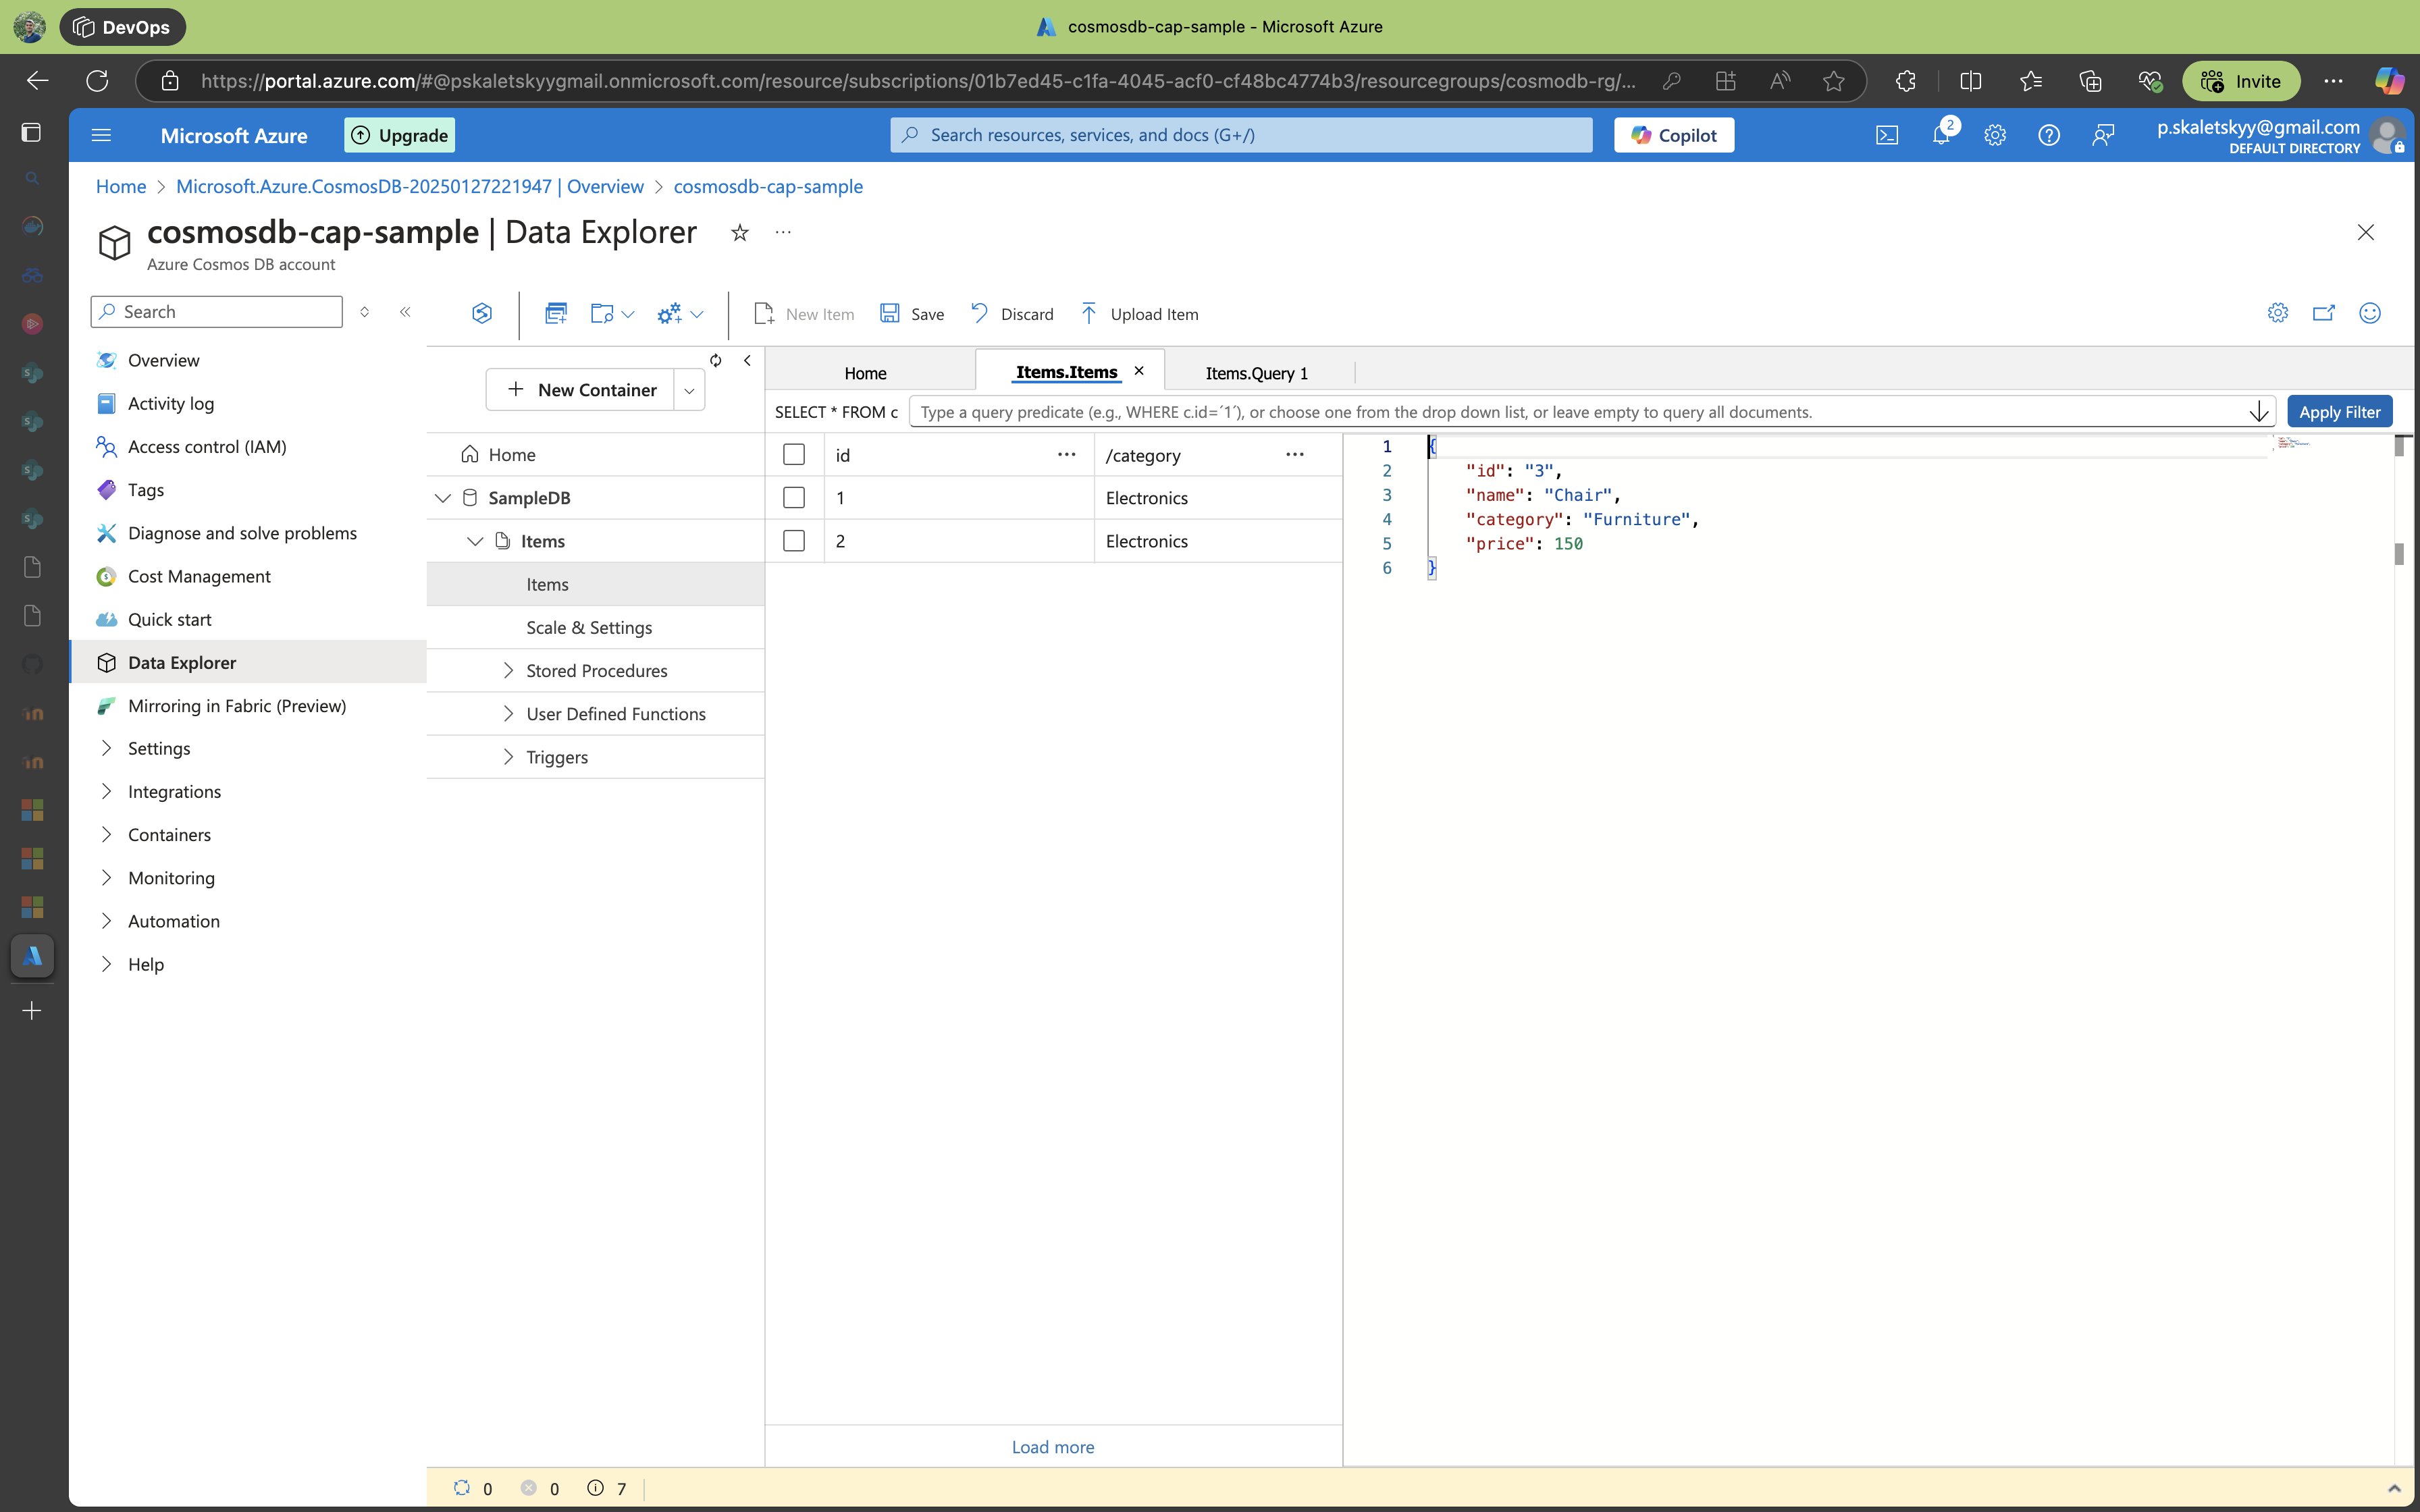 DevOps
cosmosdb-cap-sample - Microsoft Azure
https://portal.azure.com/#@pskaletskyygmail.onmicrosoft.com/resource/subscriptions/01b7ed45-c1fa-4045-acf0-cf48bc4774b3/resourcegroups/cosmodb-rg/...
Invite
Microsoft Azure
Upgrade
Search resources, services, and docs (G+/)
Copilot
2
p.skaletskyy@gmail.com
DEFAULT DIRECTORY
Home > Microsoft.Azure.CosmosDB-20250127221947 | Overview > cosmosdb-cap-sample
cosmosdb-cap-sample | Data Explorer
Azure Cosmos DB account
Search
Overview
Activity log
Access control (IAM)
Tags
Diagnose and solve problems
Cost Management
Quick start
Data Explorer
Mirroring in Fabric (Preview)
Settings
Integrations
Containers
Monitoring
Automation
Help
New Item
Save
Discard
Upload Item
+ New Container
Home
SampleDB
Items
Items
Scale & Settings
Stored Procedures
User Defined Functions
Triggers
Home
Items.Items
Items.Query 1
SELECT * FROM c
Type a query predicate (e.g., WHERE c.id=´1´), or choose one from the drop down list, or leave empty to query all documents.
Apply Filter
id /category
1 Electronics
2 Electronics
Load more
1 {
2 "id": "3",
3 "name": "Chair",
4 "category": "Furniture",
5 "price": 150
6 }
0 0 7